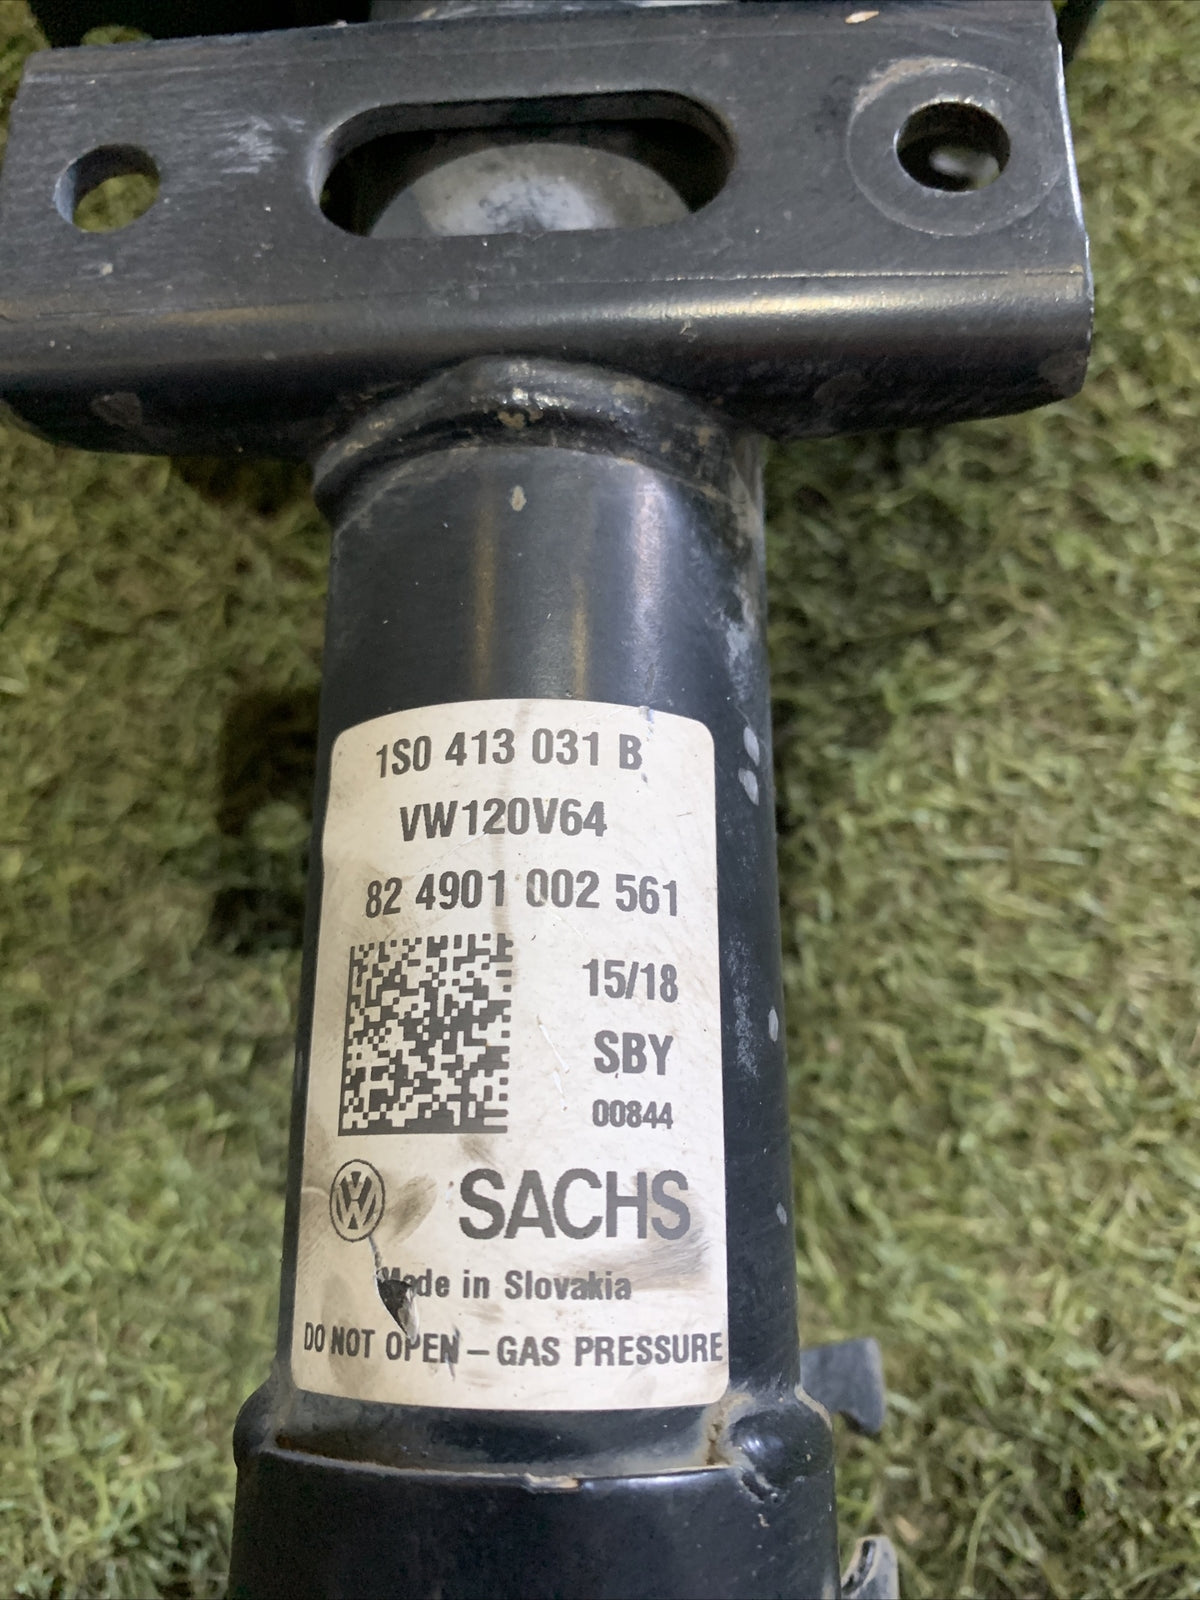 1S0 413 031 B
VW120V64
82 4901 002 561
15/18
SBY
00844
VW SACHS
Made in Slovakia
DO NOT OPEN – GAS PRESSURE